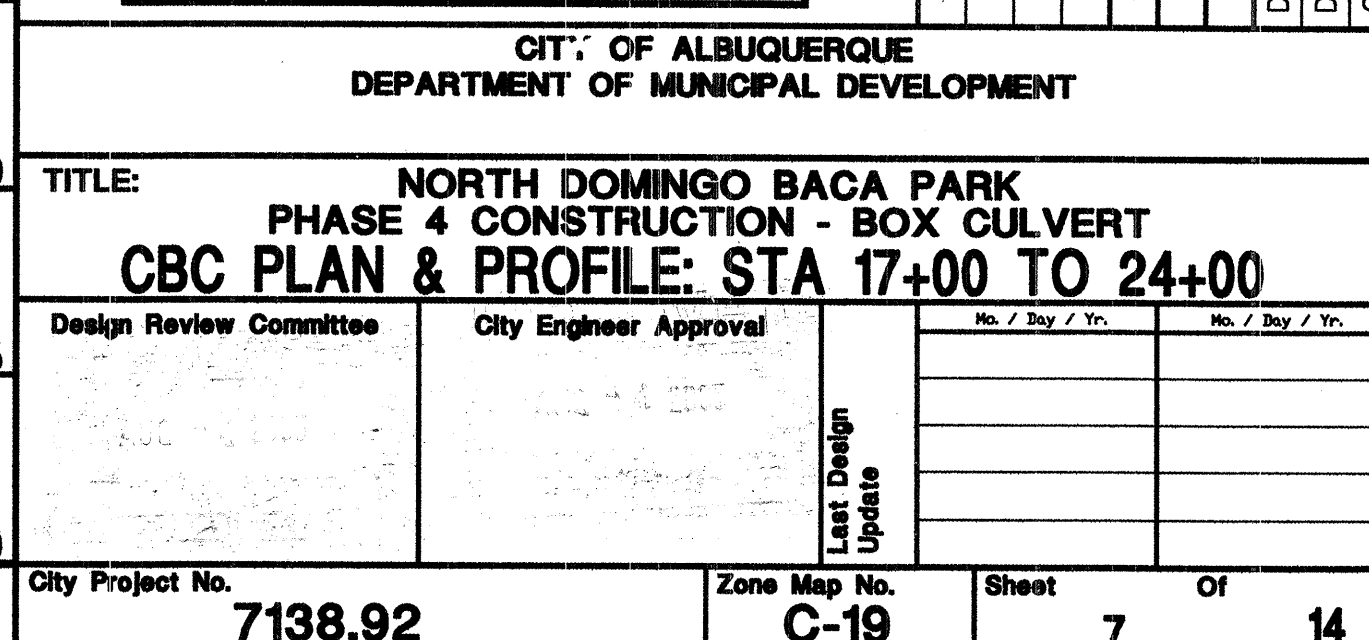 CITY OF ALBUQUERQUE
DEPARTMENT OF MUNICIPAL DEVELOPMENT
TITLE: NORTH DOMINGO BACA PARK
PHASE 4 CONSTRUCTION - BOX CULVERT
CBC PLAN & PROFILE: STA 17+00 TO 24+00
Design Review Committee
City Engineer Approval
Last Design
Update
Mo. / Day / Yr.
Mo. / Day / Yr.
City Project No.
7138.92
Zone Map No.
C-19
Sheet Of
7 14